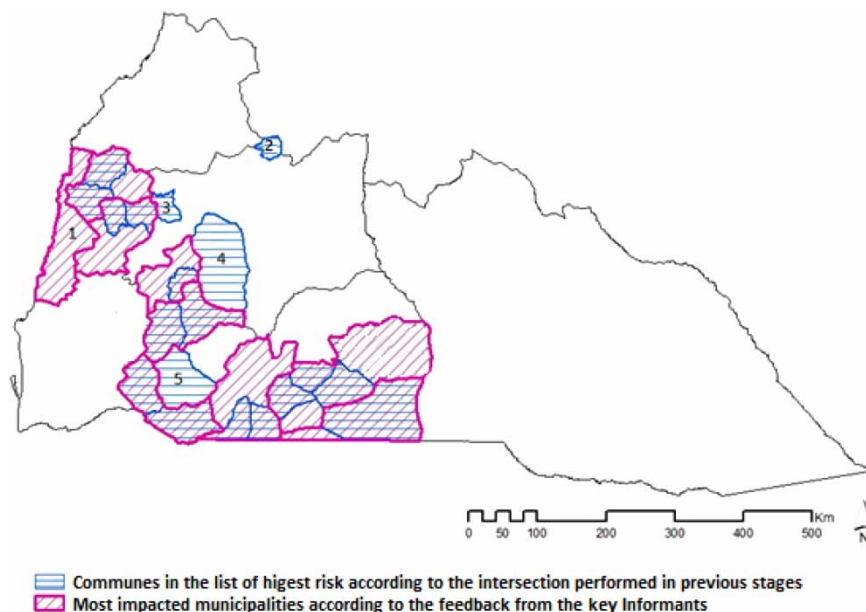 2
3
1
4
5
Km
0 50 100 200 300 400 500
N
Communes in the list of higest risk according to the intersection performed in previous stages
Most impacted municipalities according to the feedback from the key Informants